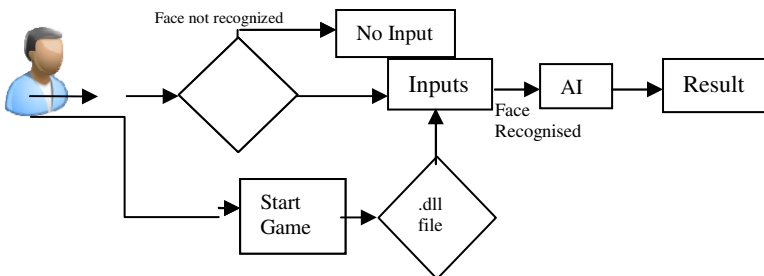 Face not recognized
No Input
Inputs
AI
Result
Face
Recognised
Start
Game
.dll
file